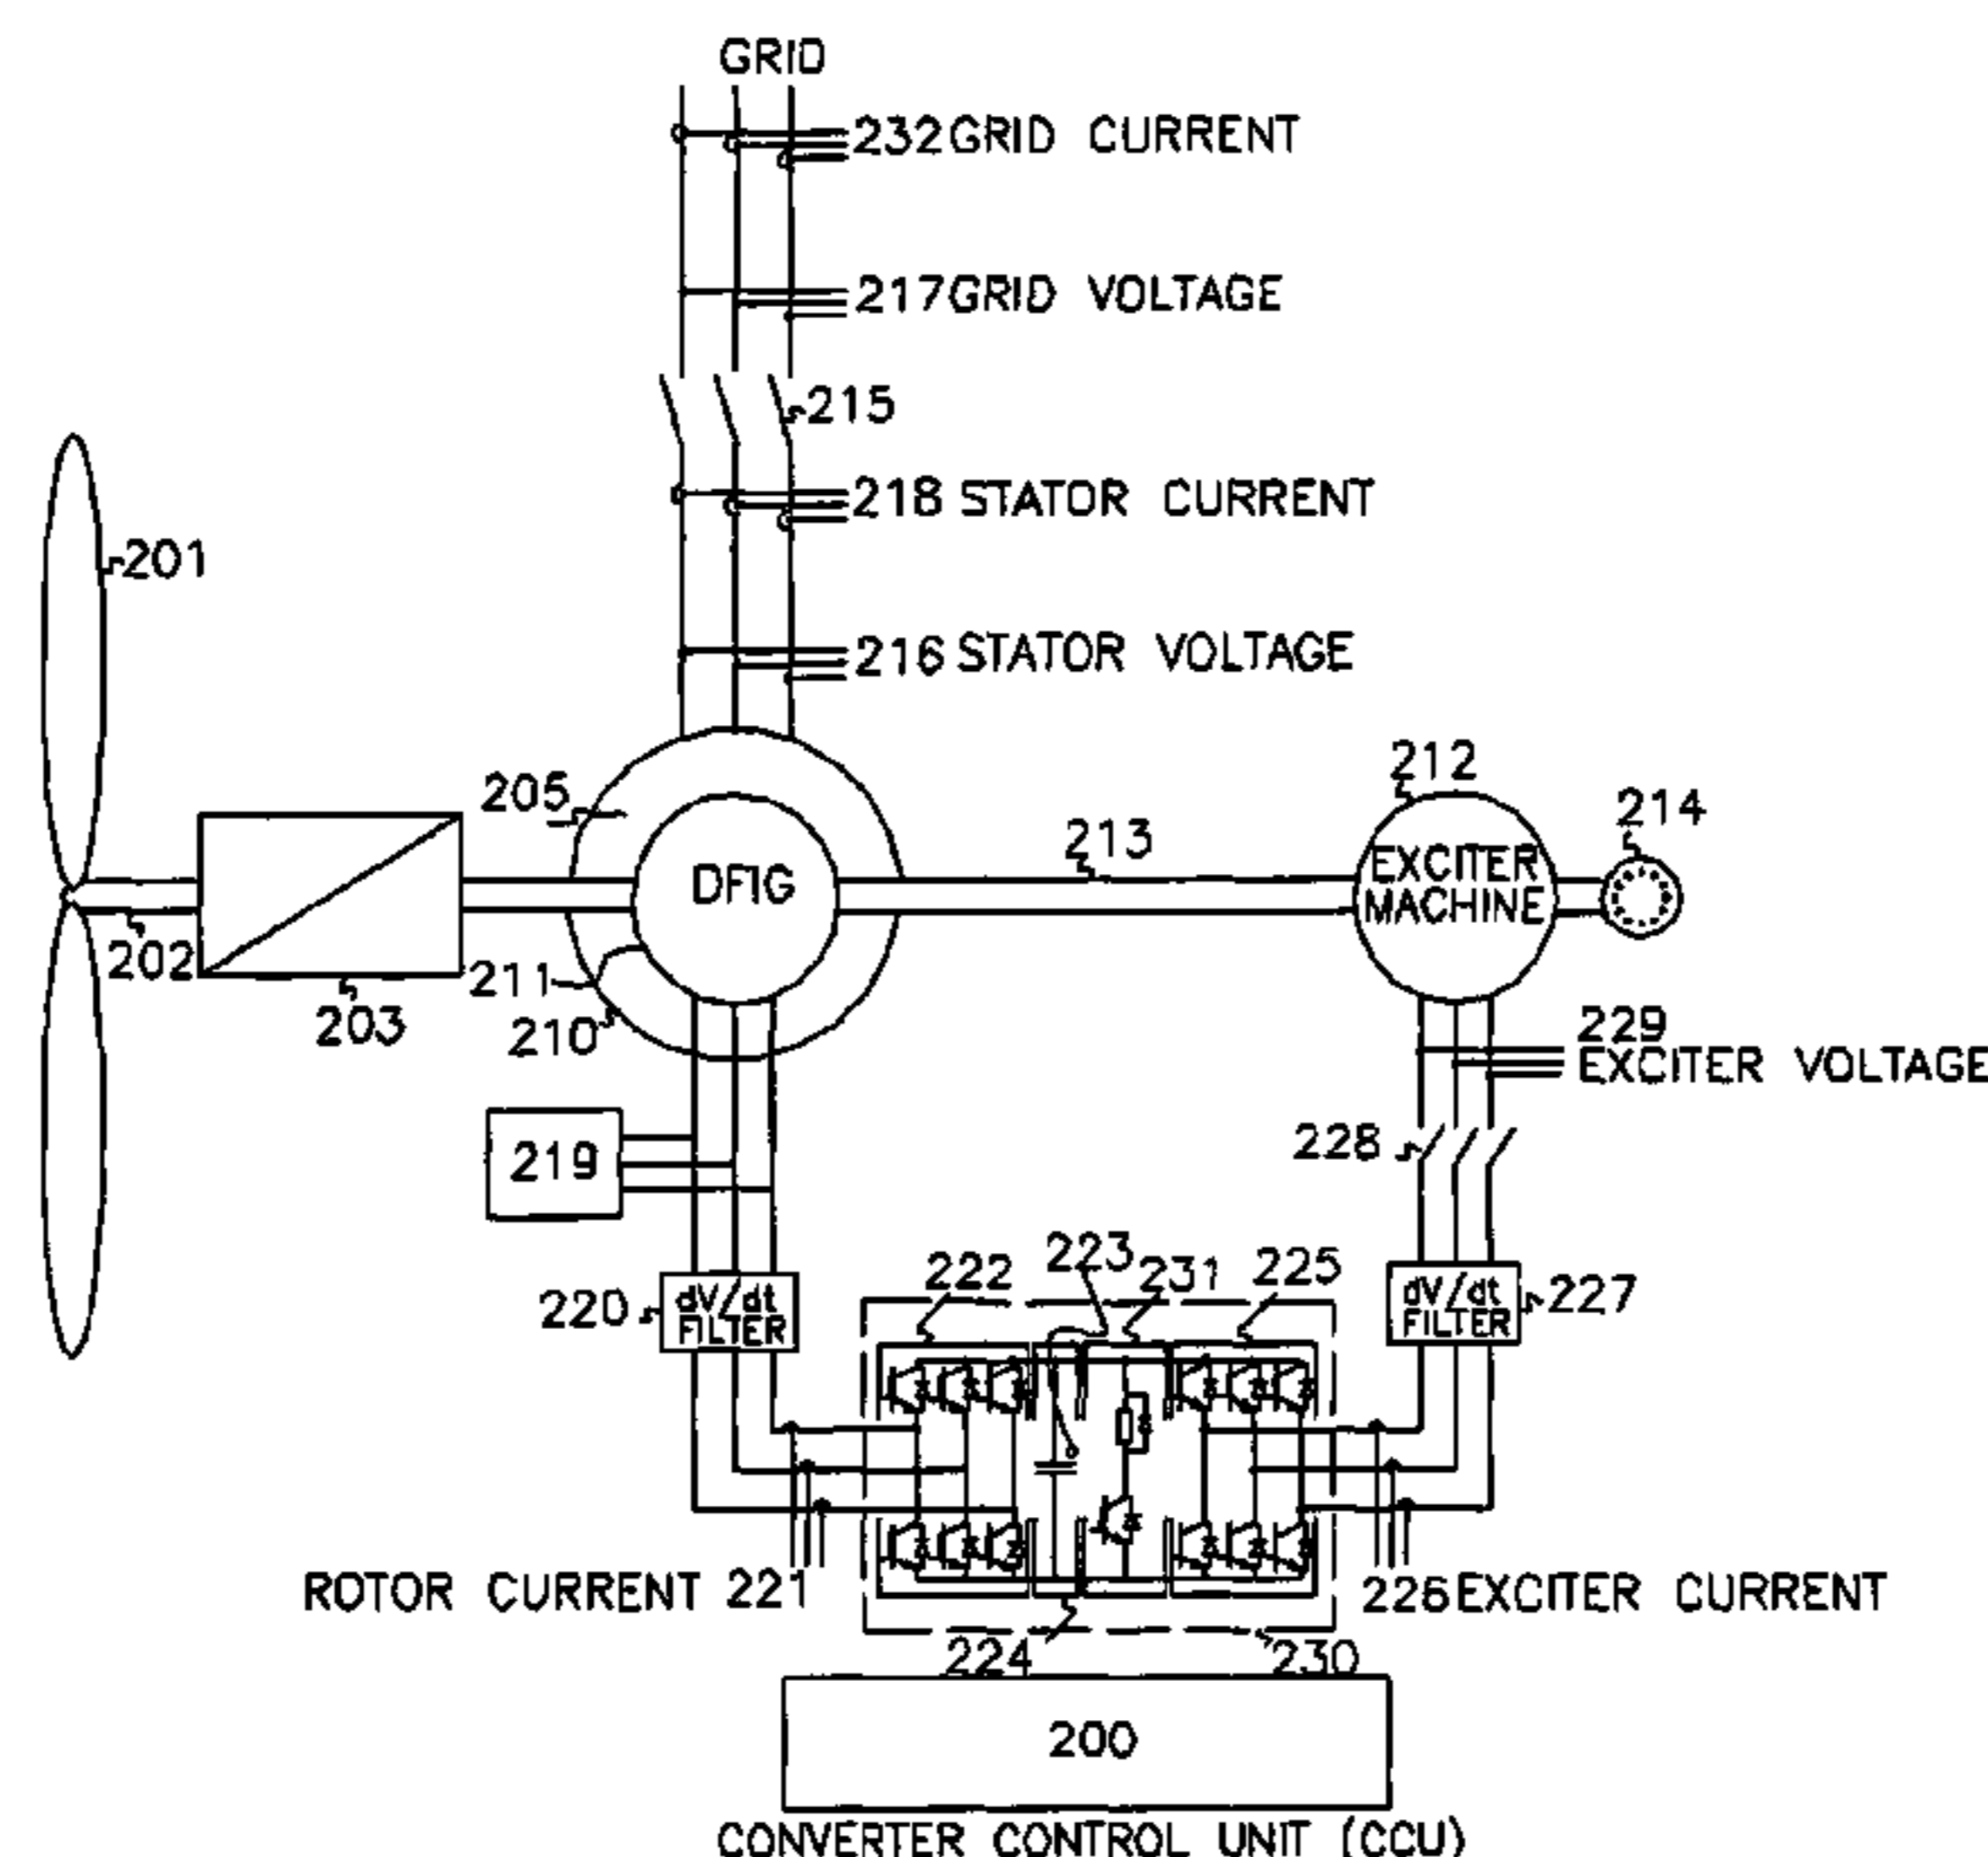 GRID
232 GRID CURRENT
217 GRID VOLTAGE
215
218 STATOR CURRENT
201
216 STATOR VOLTAGE
212
205
214
213
DFIG
EXCITER
MACHINE
202
211
203
210
229
EXCITER VOLTAGE
228
219
223
222
231
225
220
dV/dt
FILTER
dV/dt
FILTER
227
ROTOR CURRENT 221
226 EXCITER CURRENT
224
230
200
CONVERTER CONTROL UNIT (CCU)